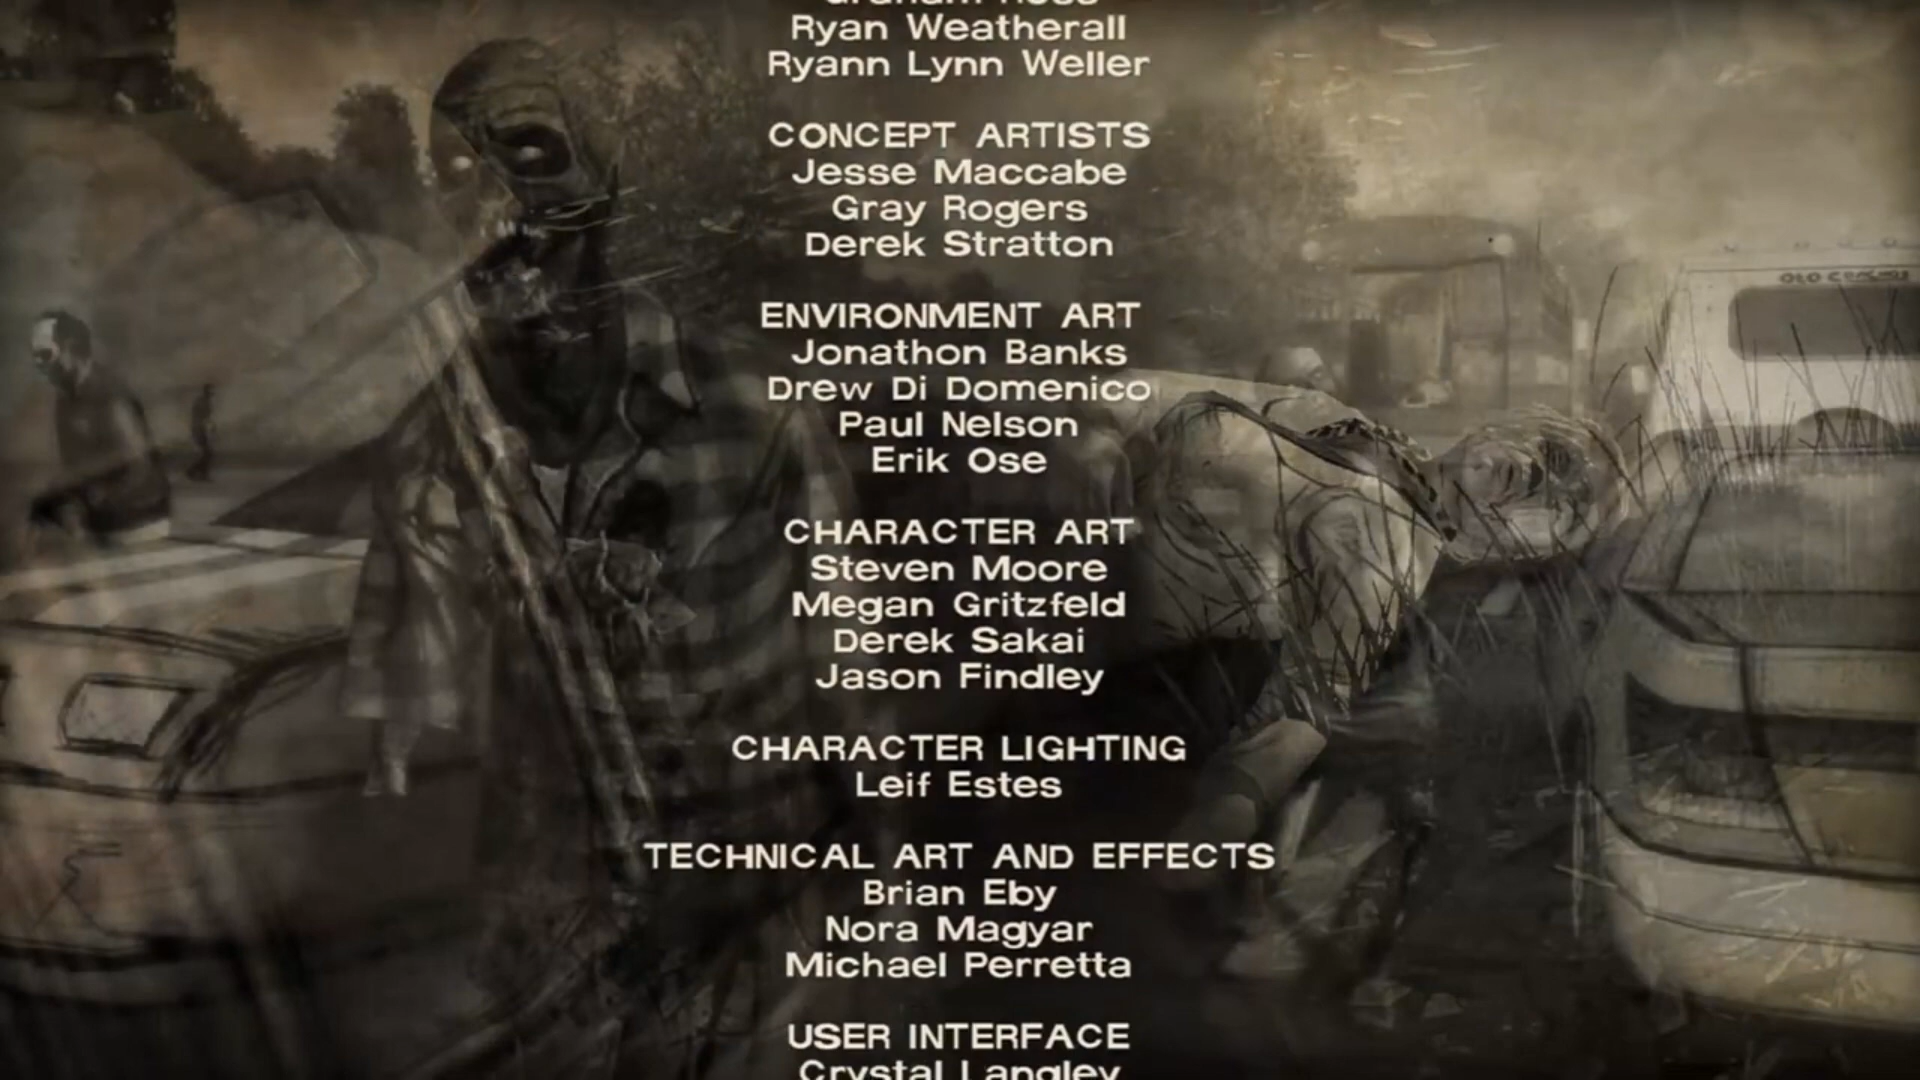 Ryan Weatherall
Ryann Lynn Weller
CONCEPT ARTISTS
Jesse Maccabe
Gray Rogers
Derek Stratton
ENVIRONMENT ART
Jonathon Banks
Drew Di Domenico
Paul Nelson
Erik Ose
CHARACTER ART
Steven Moore
Megan Gritzfeld
Derek Sakai
Jason Findley
CHARACTER LIGHTING
Leif Estes
TECHNICAL ART AND EFFECTS
Brian Eby
Nora Magyar
Michael Perretta
USER INTERFACE
Crystal Langley